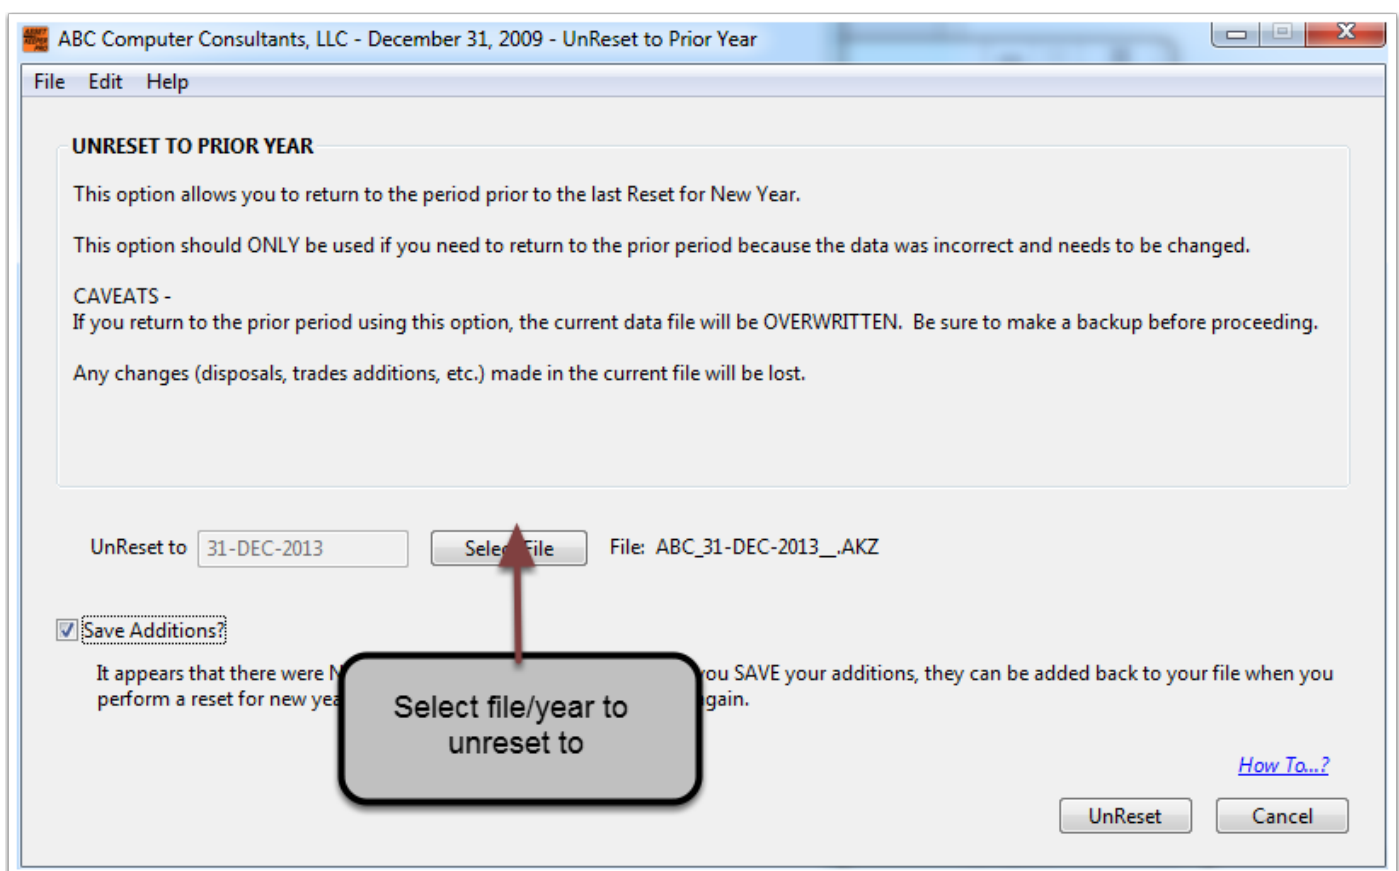 ASSET KEEPER PRO
ABC Computer Consultants, LLC - December 31, 2009 - UnReset to Prior Year
File Edit Help
UNRESET TO PRIOR YEAR
This option allows you to return to the period prior to the last Reset for New Year.
This option should ONLY be used if you need to return to the prior period because the data was incorrect and needs to be changed.
CAVEATS -
If you return to the prior period using this option, the current data file will be OVERWRITTEN. Be sure to make a backup before proceeding.
Any changes (disposals, trades additions, etc.) made in the current file will be lost.
UnReset to 31-DEC-2013 Select File File: ABC_31-DEC-2013__.AKZ
Save Additions?
It appears that there were you SAVE your additions, they can be added back to your file when you
perform a reset for new
Select file/year to
unreset to
How To...?
UnReset Cancel